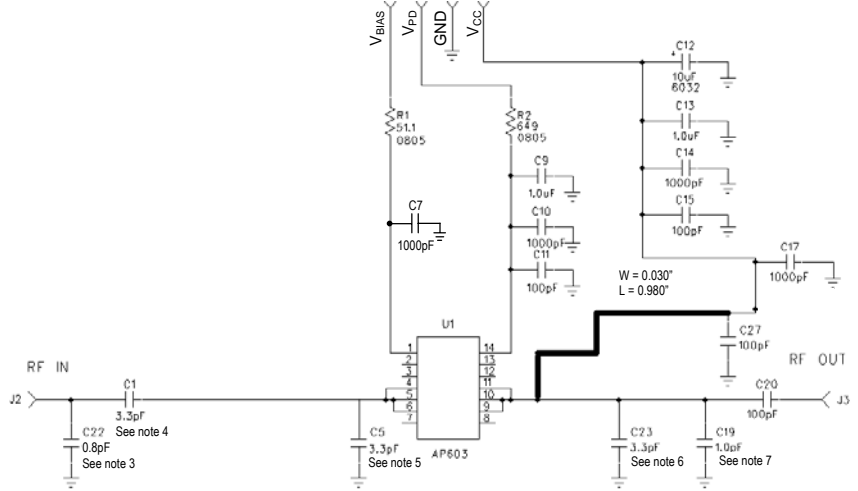 VBIAS
VPD
GND
VCC
C12
+
10uF
6032
R1
51.1
0805
R2
649
0805
C13
1.0uF
C9
1.0uF
C14
1000pF
C7
1000pF
C10
1000pF
C15
100pF
C11
100pF
C17
1000pF
W = 0.030"
L = 0.980"
U1
C27
100pF
1
2
3
4
5
6
7
14
13
12
11
10
9
8
AP603
RF IN
J2
C1
3.3pF
See note 4
C22
0.8pF
See note 3
C5
3.3pF
See note 5
C23
3.3pF
See note 6
C19
1.0pF
See note 7
C20
100pF
RF OUT
J3